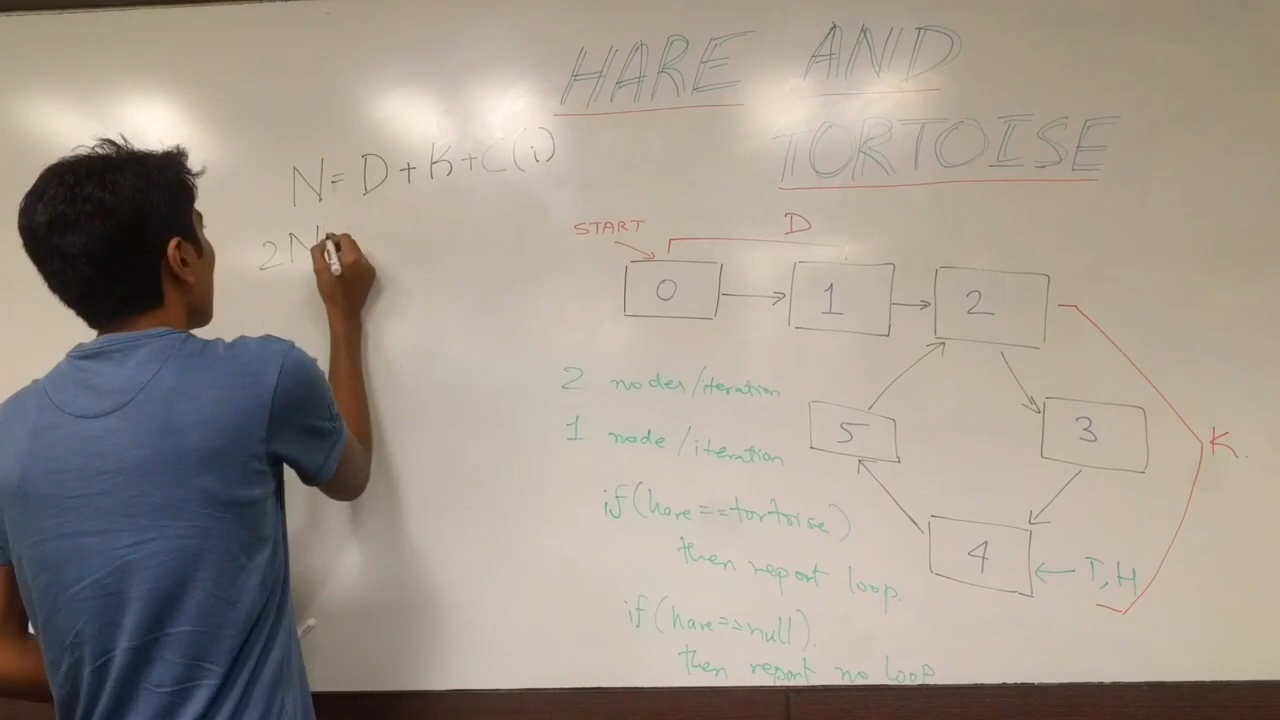 HARE AND
TORTOISE
N = D + K + C(i)
2N
START
D
0
1
2
3
4
5
K.
T, H
2 nodes/iteration
1 node/iteration
if(hare==tortoise)
then report loop.
if(hare==null).
then report no loop